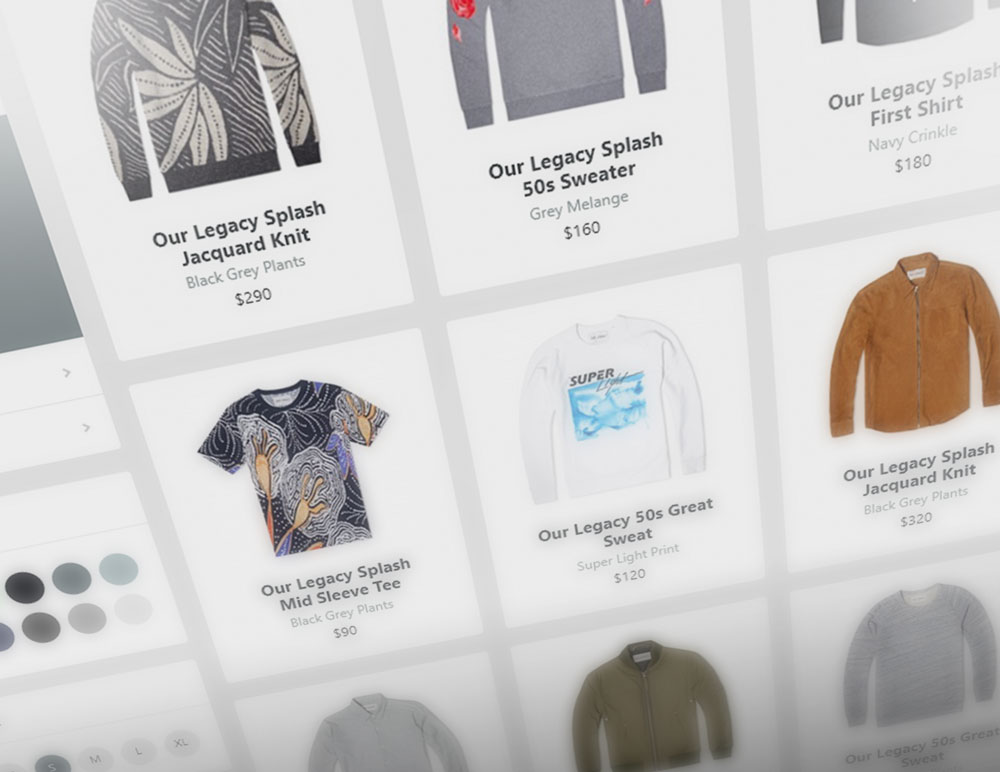 Our Legacy Splash
Jacquard Knit
Black Grey Plants
$290
Our Legacy Splash
50s Sweater
Grey Melange
$160
Our Legacy Splash
First Shirt
Navy Crinkle
$180
Our Legacy Splash
Mid Sleeve Tee
Black Grey Plants
$90
SUPER
Light
Our Legacy 50s Great
Sweat
Super Light Print
$120
Our Legacy Splash
Jacquard Knit
Black Grey Plants
$320
Our Legacy 50s Great
Sweat
S M L XL